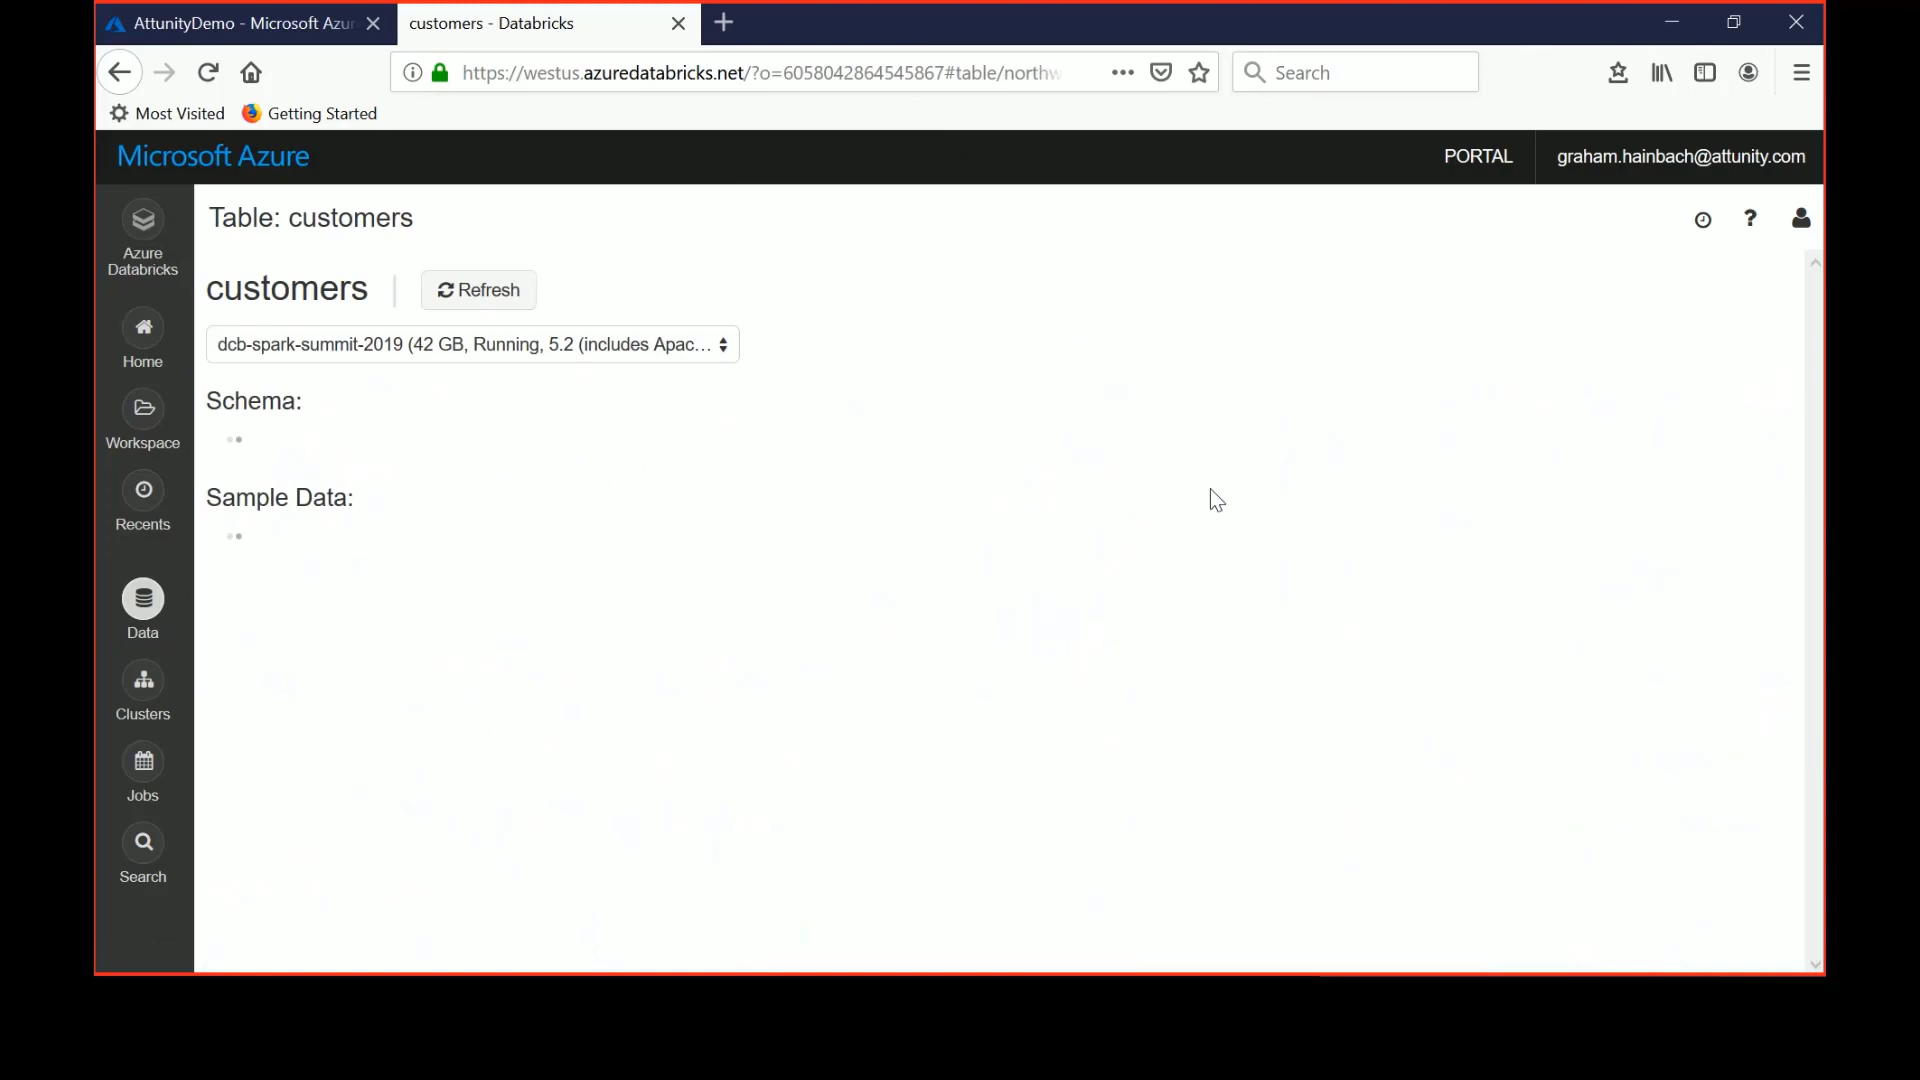 AttunityDemo - Microsoft Azur
customers - Databricks
https://westus.azuredatabricks.net/?o=6058042864545867#table/northw
Search
Most Visited
Getting Started
Microsoft Azure
PORTAL
graham.hainbach@attunity.com
Azure
Databricks
Home
Workspace
Recents
Data
Clusters
Jobs
Search
Table: customers
?
customers
Refresh
dcb-spark-summit-2019 (42 GB, Running, 5.2 (includes Apac...
Schema:
Sample Data: